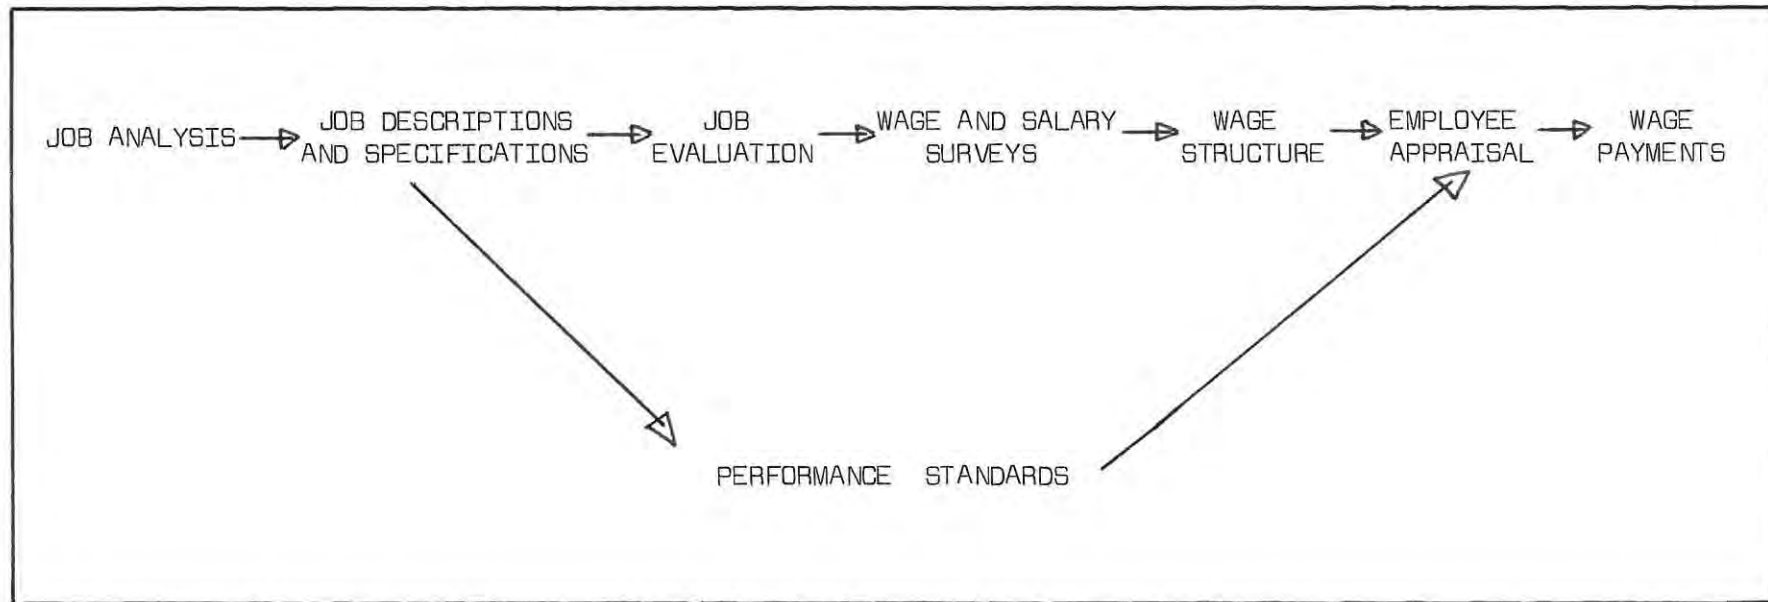 JOB ANALYSIS
JOB DESCRIPTIONS
AND SPECIFICATIONS
JOB
EVALUATION
WAGE AND SALARY
SURVEYS
WAGE
STRUCTURE
EMPLOYEE
APPRAISAL
WAGE
PAYMENTS
PERFORMANCE STANDARDS